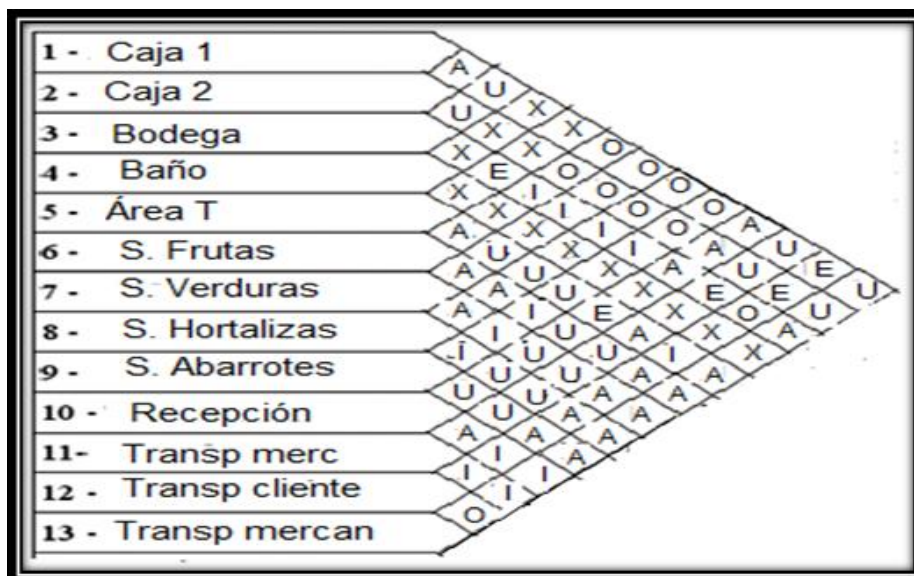 1 - Caja 1
A
2 - Caja 2
U
U X
3 - Bodega
X X
X X O
4 - Baño
E O O
X I O O
5 - Área T
X I O O
A X I O A
6 - S. Frutas
U X I A U
A U X A U E
7 - S. Verduras
A U X E E U
A I E X O U
8 - S. Hortalizas
I U A X A
I U U I X
9 - S. Abarrotes
U U A A
U U A A
10 - Recepción
U A A
A A A
11- Transp merc
I A
I I
12 - Transp cliente
I
O
13 - Transp mercan